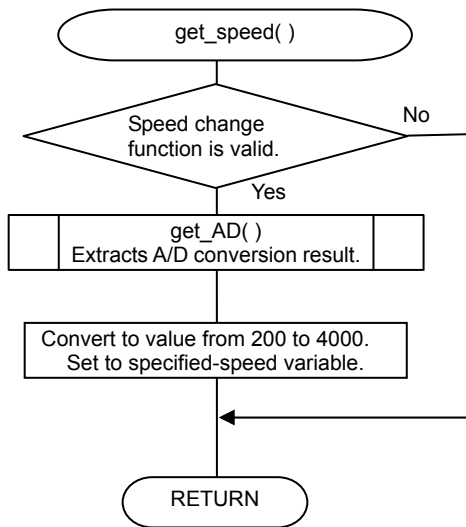 get_speed( )
Speed change
function is valid.
No
Yes
get_AD( )
Extracts A/D conversion result.
Convert to value from 200 to 4000.
Set to specified-speed variable.
RETURN